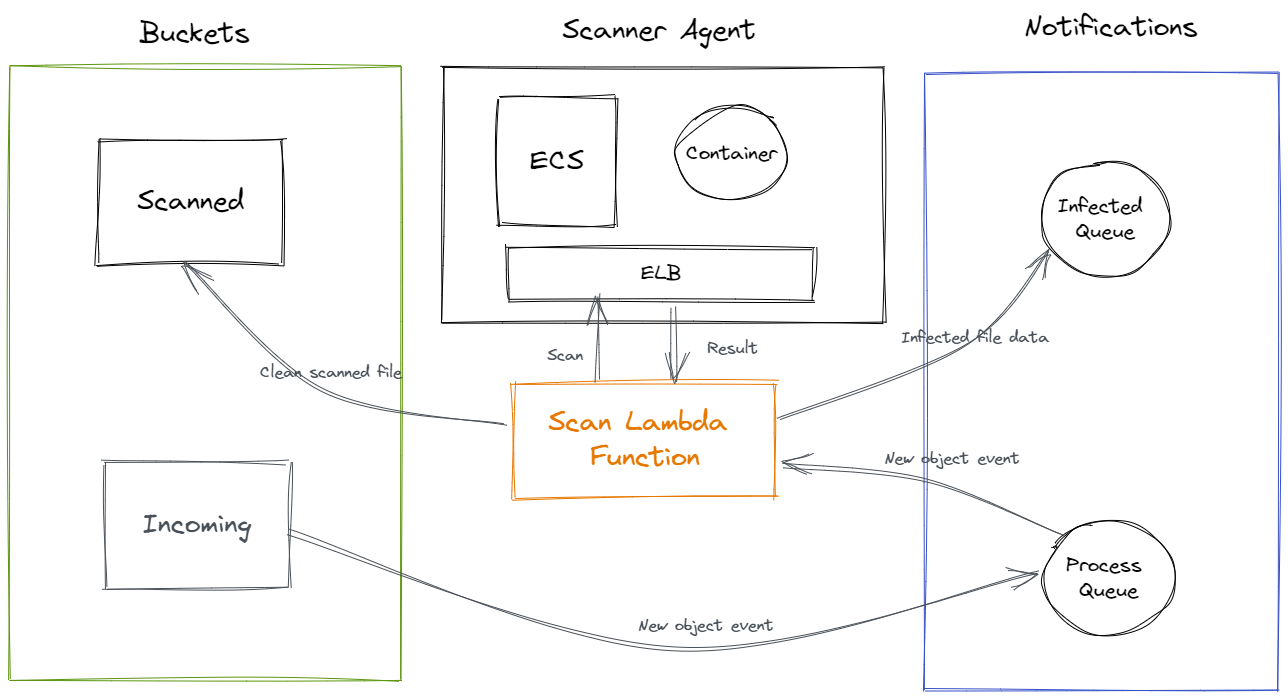 Buckets
Scanner Agent
Notifications
Scanned
ECS
Container
Infected
Queue
ELB
Scan
Result
Infected file data
Clean scanned file
Scan Lambda
Function
New object event
Incoming
Process
Queue
New object event